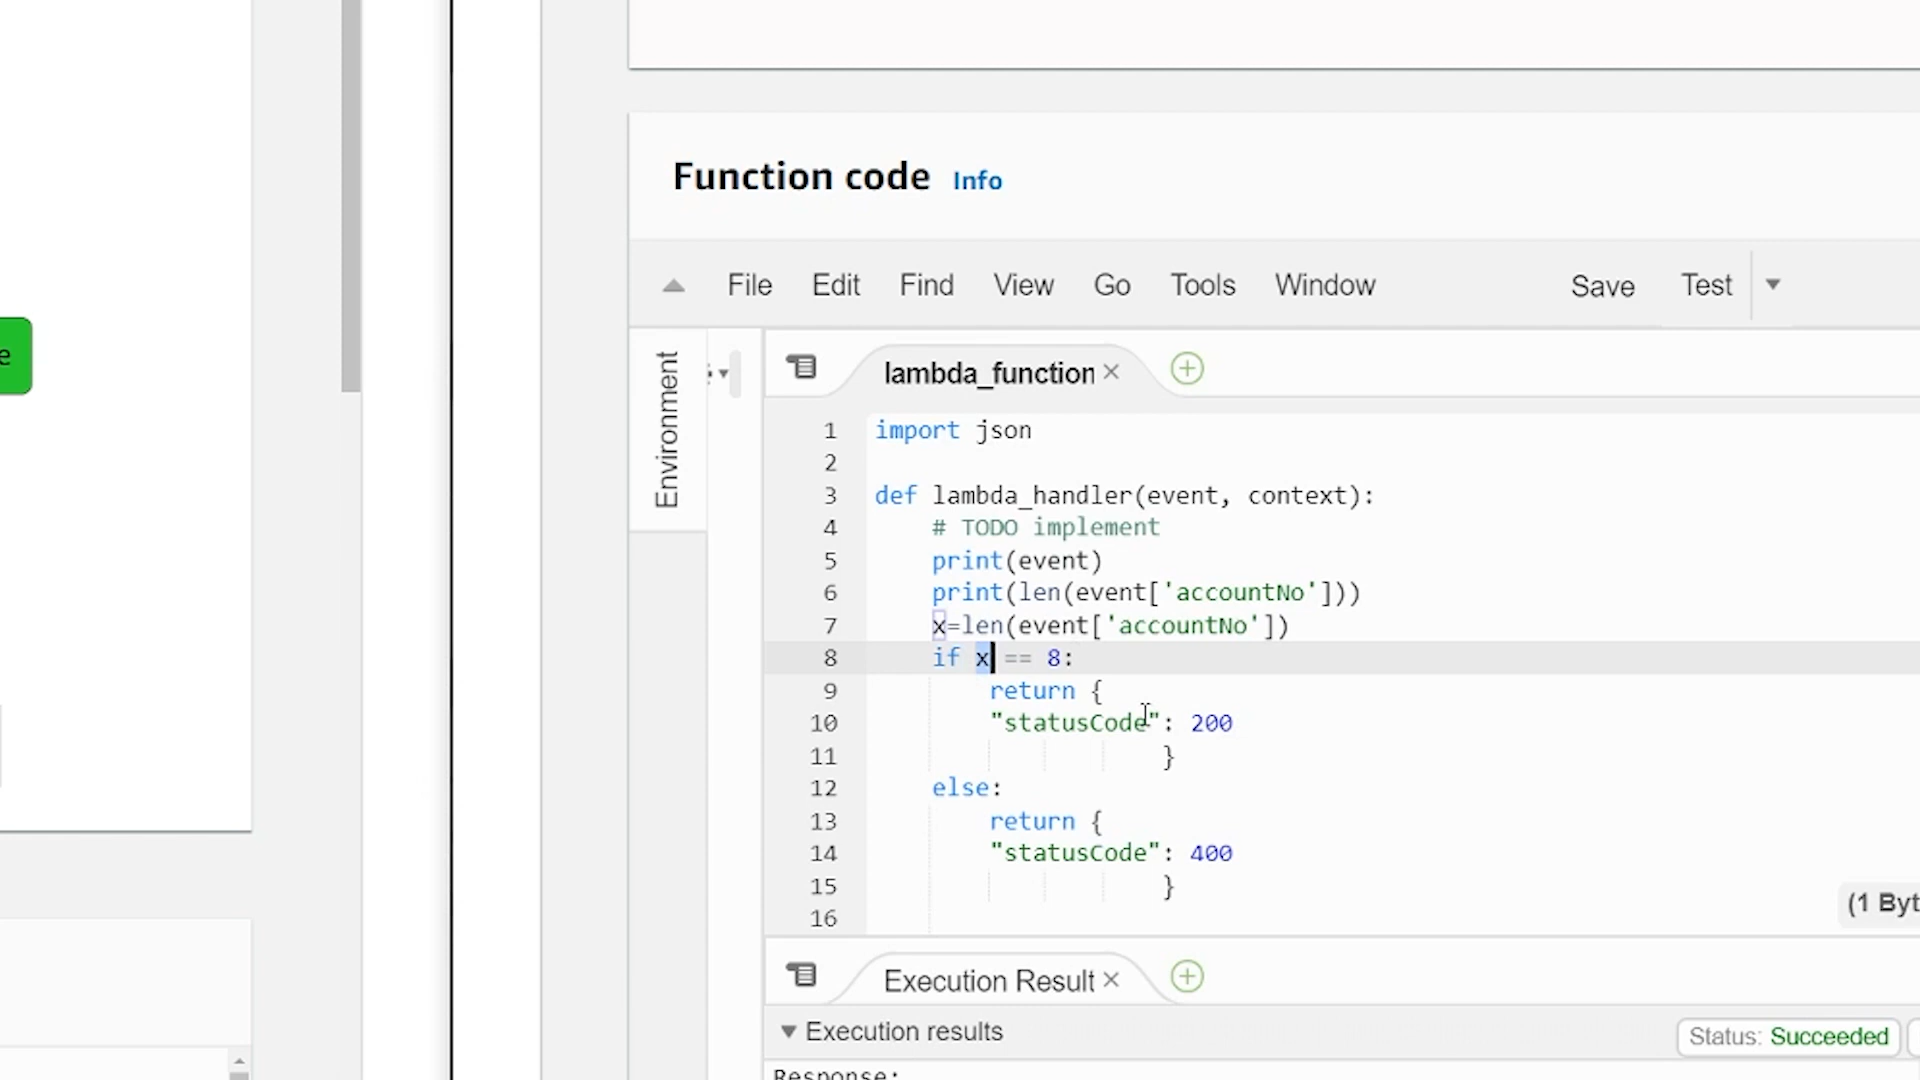 e
Function code Info
File Edit Find View Go Tools Window Save Test
Environment
lambda_function
1 import json
2
3 def lambda_handler(event, context):
4 # TODO implement
5 print(event)
6 print(len(event['accountNo']))
7 x=len(event['accountNo'])
8 if x == 8:
9 return {
10 "statusCode": 200
11 }
12 else:
13 return {
14 "statusCode": 400
15 }
16
(1 Byt
Execution Result
Execution results
Status: Succeeded
Response: